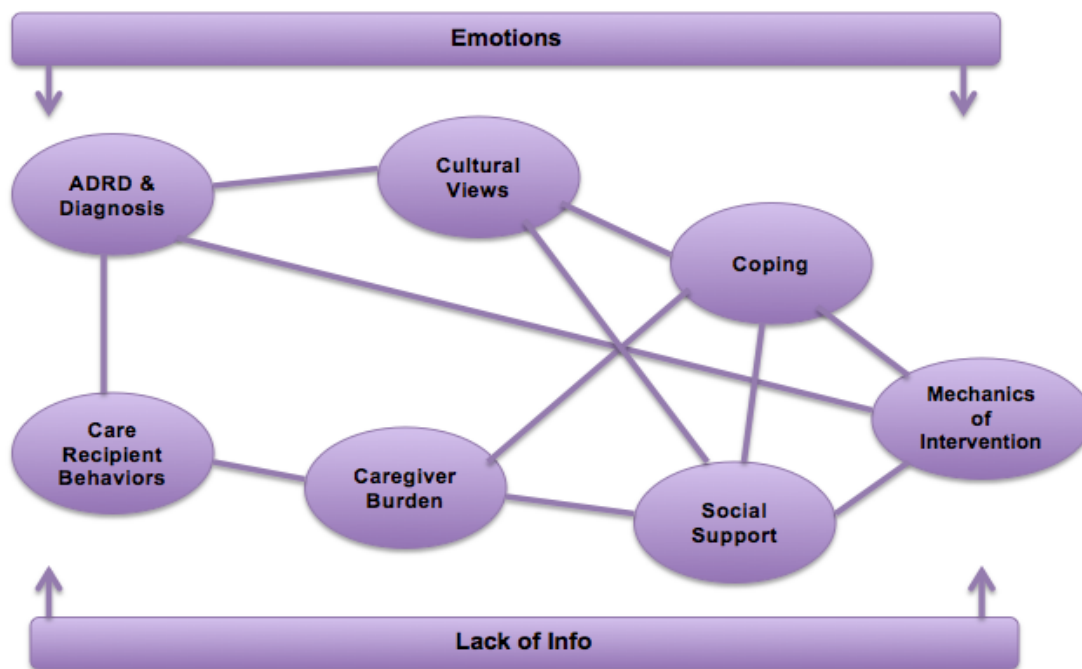 Emotions
ADRD &
Diagnosis
Cultural
Views
Coping
Care
Recipient
Behaviors
Caregiver
Burden
Social
Support
Mechanics
of
Intervention
Lack of Info